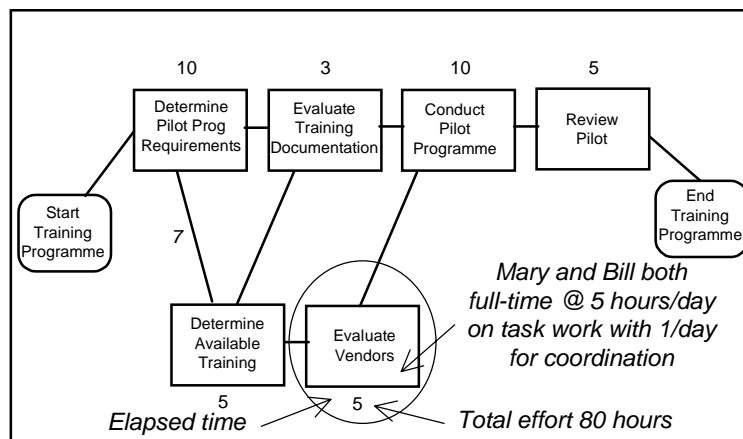 10
3
10
5
Determine
Pilot Prog
Requirements
Evaluate
Training
Documentation
Conduct
Pilot
Programme
Review
Pilot
Start
Training
Programme
7
End
Training
Programme
Mary and Bill both
full-time @ 5 hours/day
on task work with 1/day
for coordination
Determine
Available
Training
Evaluate
Vendors
5
5
Elapsed time
Total effort 80 hours